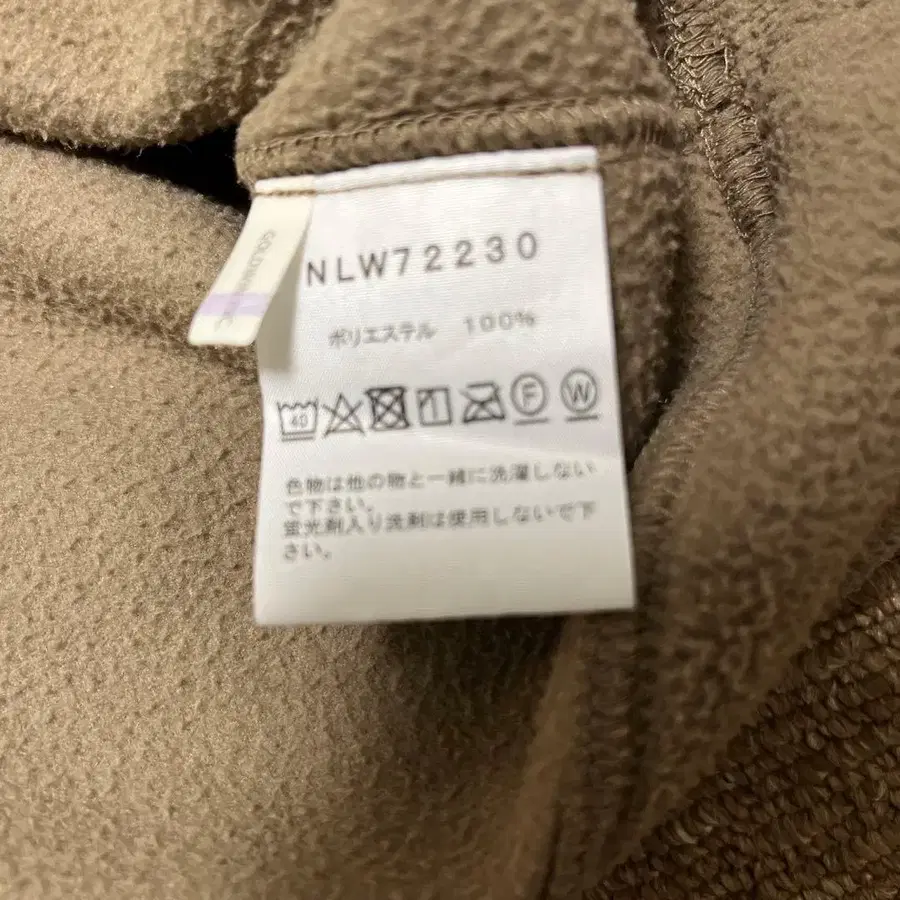 NLW72230
ポリエステル 100%
40 F W
色物は他の物と一緒に洗濯しない
で下さい。
蛍光剤入り洗剤は使用しないで下
さい。